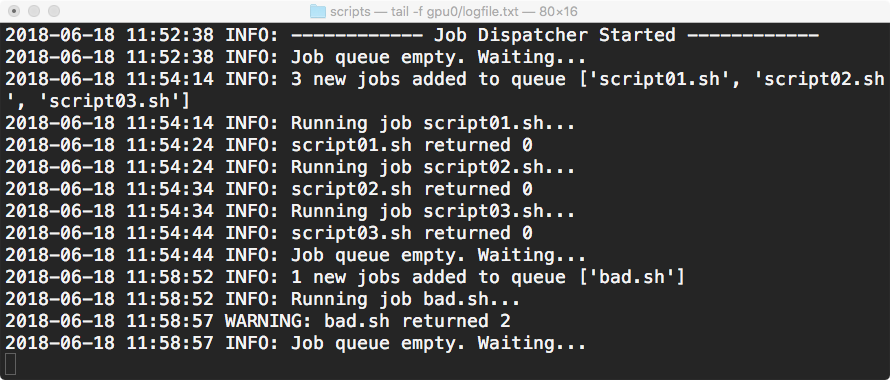 scripts — tail -f gpu0/logfile.txt — 80×16
2018-06-18 11:52:38 INFO: ------------ Job Dispatcher Started ------------
2018-06-18 11:52:38 INFO: Job queue empty. Waiting...
2018-06-18 11:54:14 INFO: 3 new jobs added to queue ['script01.sh', 'script02.sh
', 'script03.sh']
2018-06-18 11:54:14 INFO: Running job script01.sh...
2018-06-18 11:54:24 INFO: script01.sh returned 0
2018-06-18 11:54:24 INFO: Running job script02.sh...
2018-06-18 11:54:34 INFO: script02.sh returned 0
2018-06-18 11:54:34 INFO: Running job script03.sh...
2018-06-18 11:54:44 INFO: script03.sh returned 0
2018-06-18 11:54:44 INFO: Job queue empty. Waiting...
2018-06-18 11:58:52 INFO: 1 new jobs added to queue ['bad.sh']
2018-06-18 11:58:52 INFO: Running job bad.sh...
2018-06-18 11:58:57 WARNING: bad.sh returned 2
2018-06-18 11:58:57 INFO: Job queue empty. Waiting...